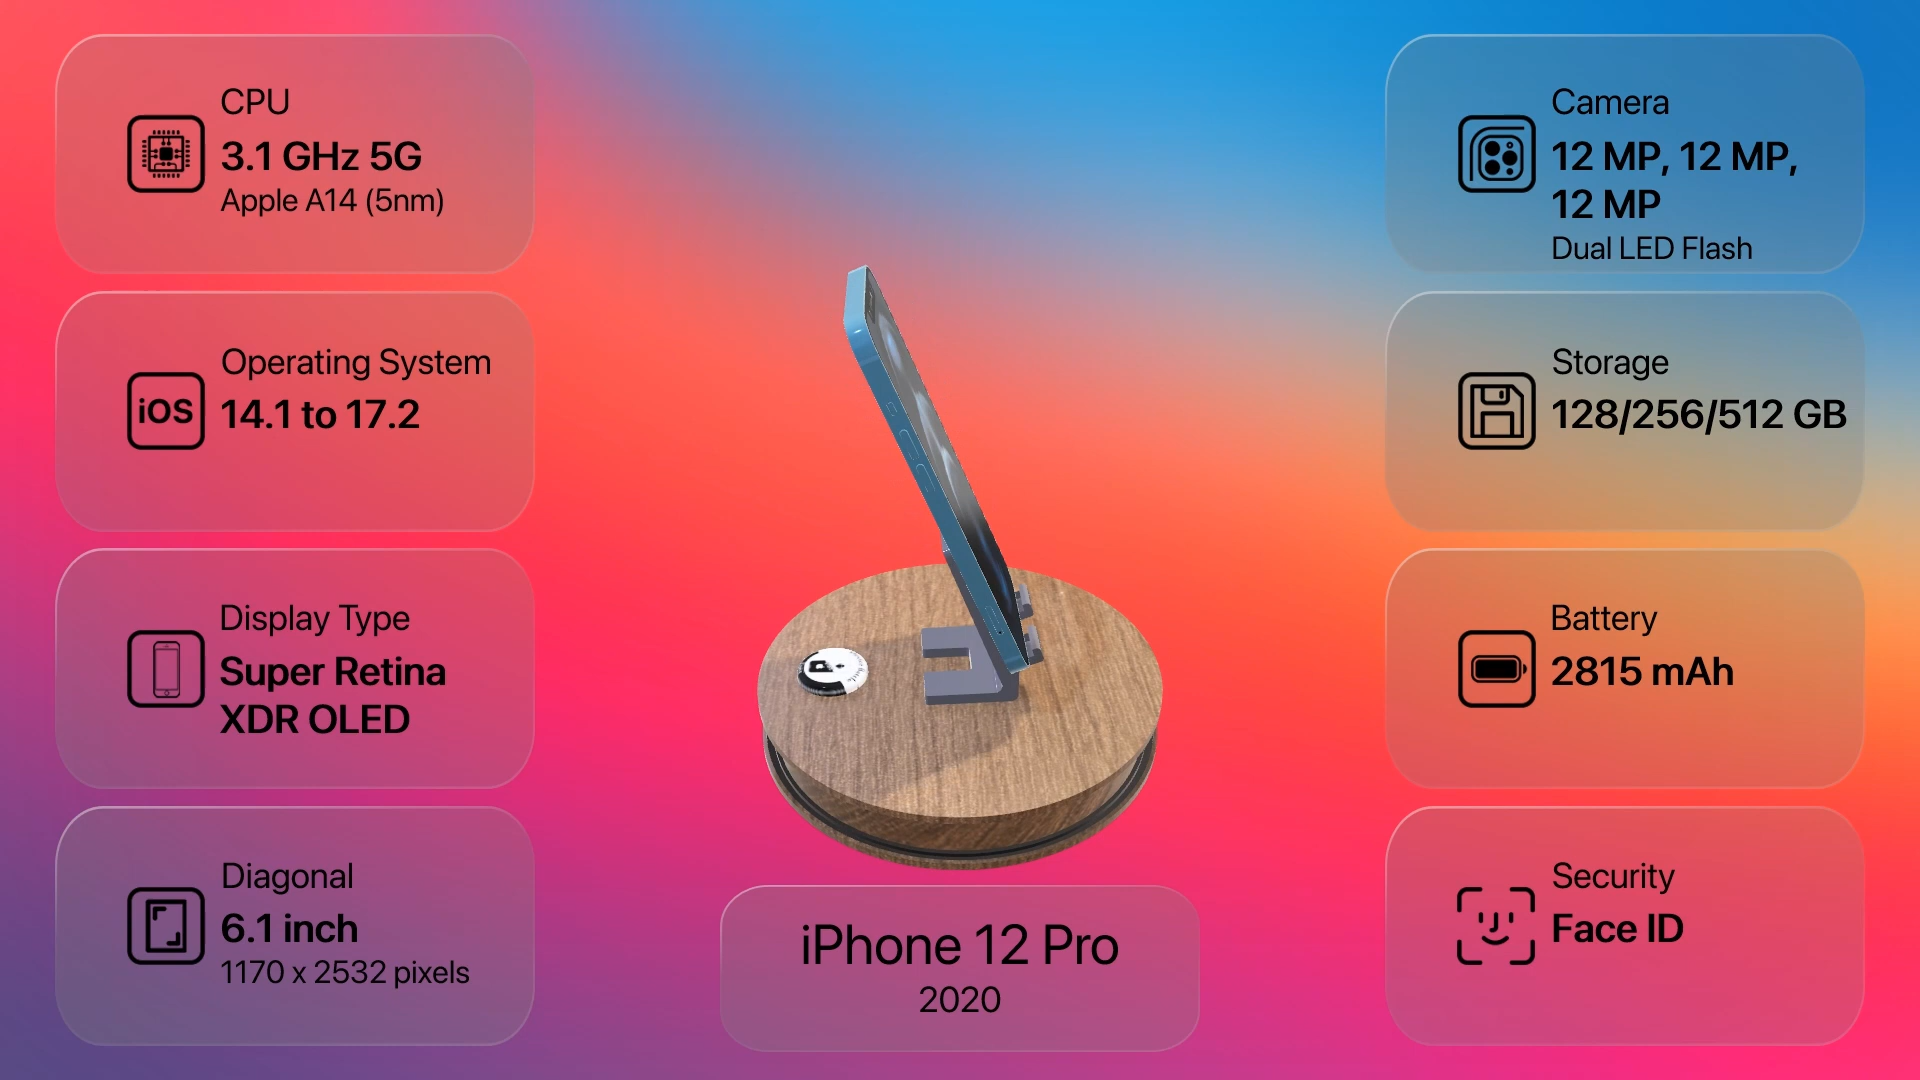 CPU
3.1 GHz 5G
Apple A14 (5nm)
iOS
Operating System
14.1 to 17.2
Display Type
Super Retina
XDR OLED
Diagonal
6.1 inch
1170 x 2532 pixels
iPhone 12 Pro
2020
Camera
12 MP, 12 MP,
12 MP
Dual LED Flash
Storage
128/256/512 GB
Battery
2815 mAh
Security
Face ID